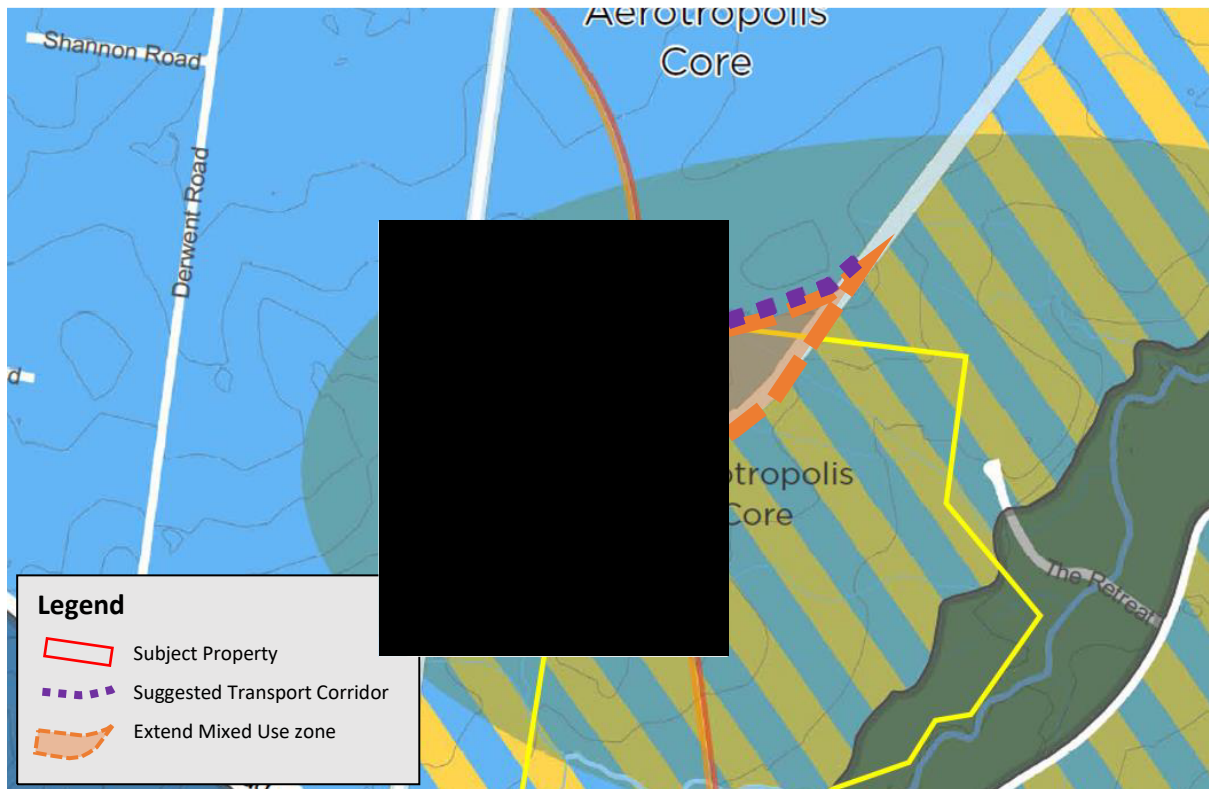 Aerotropolis
Core
Shannon Road
Derwent Road
d
otropolis
Core
The Retreat
Legend
Subject Property
Suggested Transport Corridor
Extend Mixed Use zone